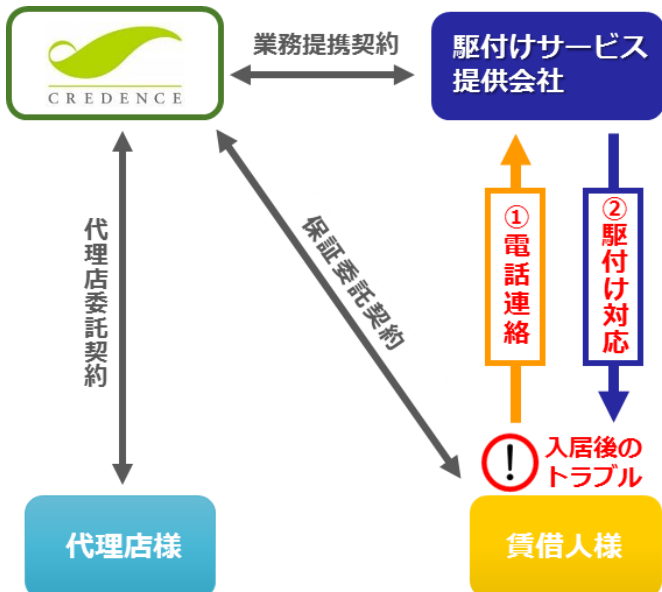 CREDENCE
業務提携契約
駆付けサービス
提供会社
代理店委託契約
保証委託契約
①電話連絡
②駆付け対応
!
入居後の
トラブル
代理店様
賃借人様